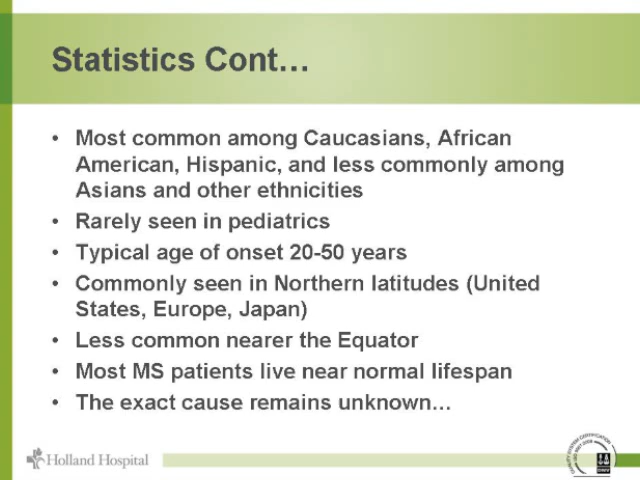 Statistics Cont…
• Most common among Caucasians, African
American, Hispanic, and less commonly among
Asians and other ethnicities
• Rarely seen in pediatrics
• Typical age of onset 20-50 years
• Commonly seen in Northern latitudes (United
States, Europe, Japan)
• Less common nearer the Equator
• Most MS patients live near normal lifespan
• The exact cause remains unknown…
Holland Hospital